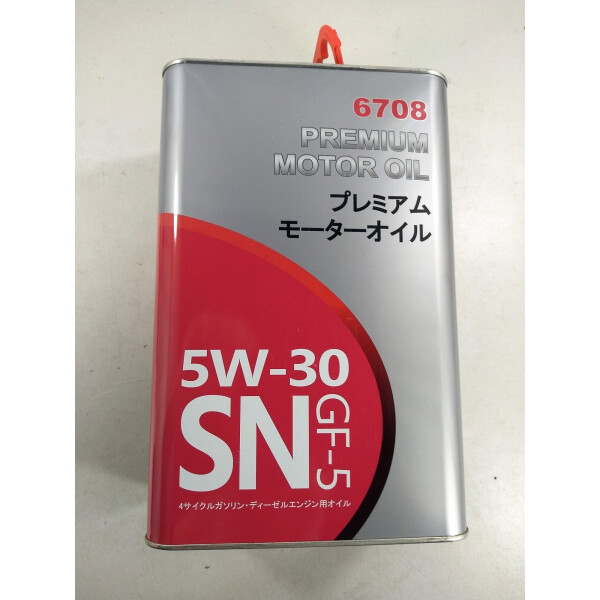 6708
PREMIUM
MOTOR OIL
プレミアム
モーターオイル
5W-30
SN
GF-5
4サイクルガソリン・ディーゼルエンジン用オイル